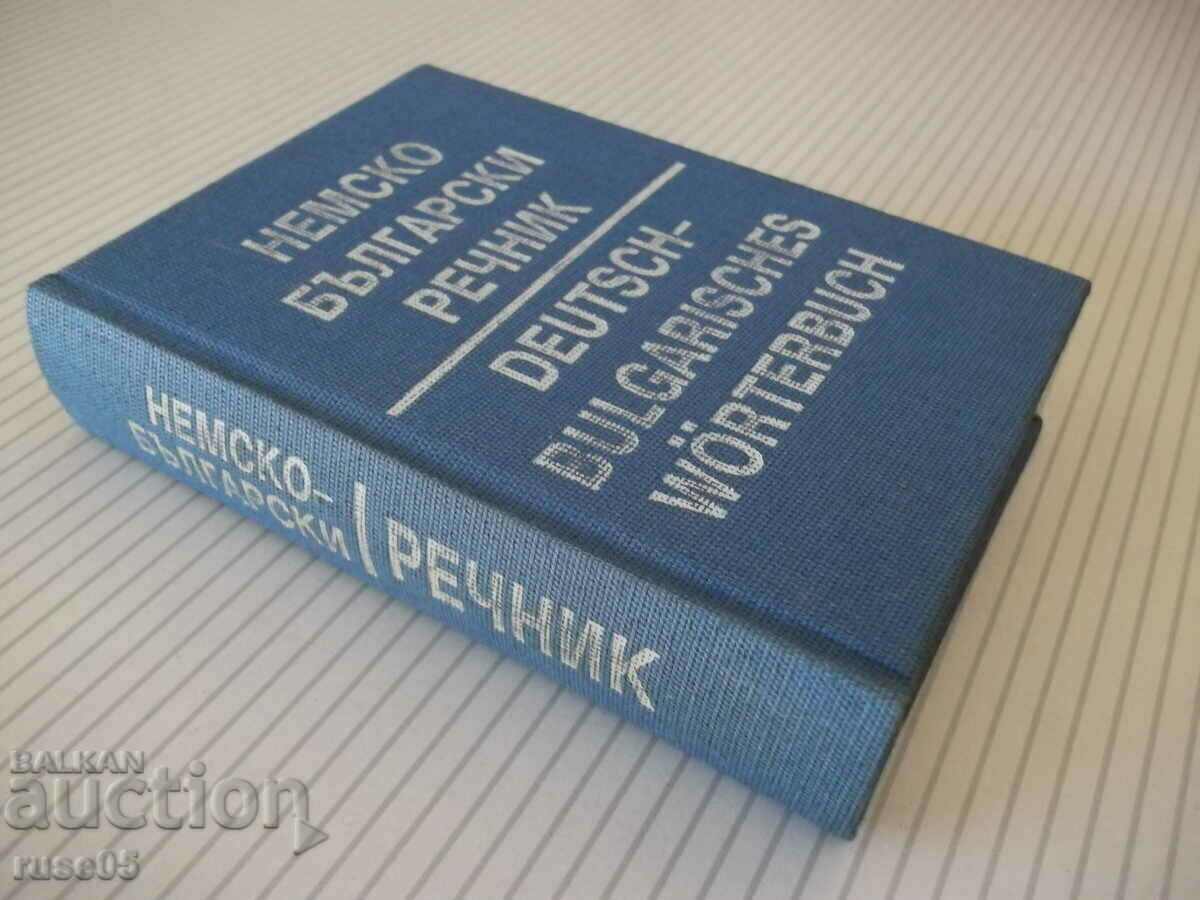 НЕМСКО
БЪЛГАРСКИ
РЕЧНИК
DEUTSCH-
BULGARISCHES
WÖRTERBUCH
НЕМСКО-
БЪЛГАРСКИ
РЕЧНИК
BALKAN
auction
ruse05